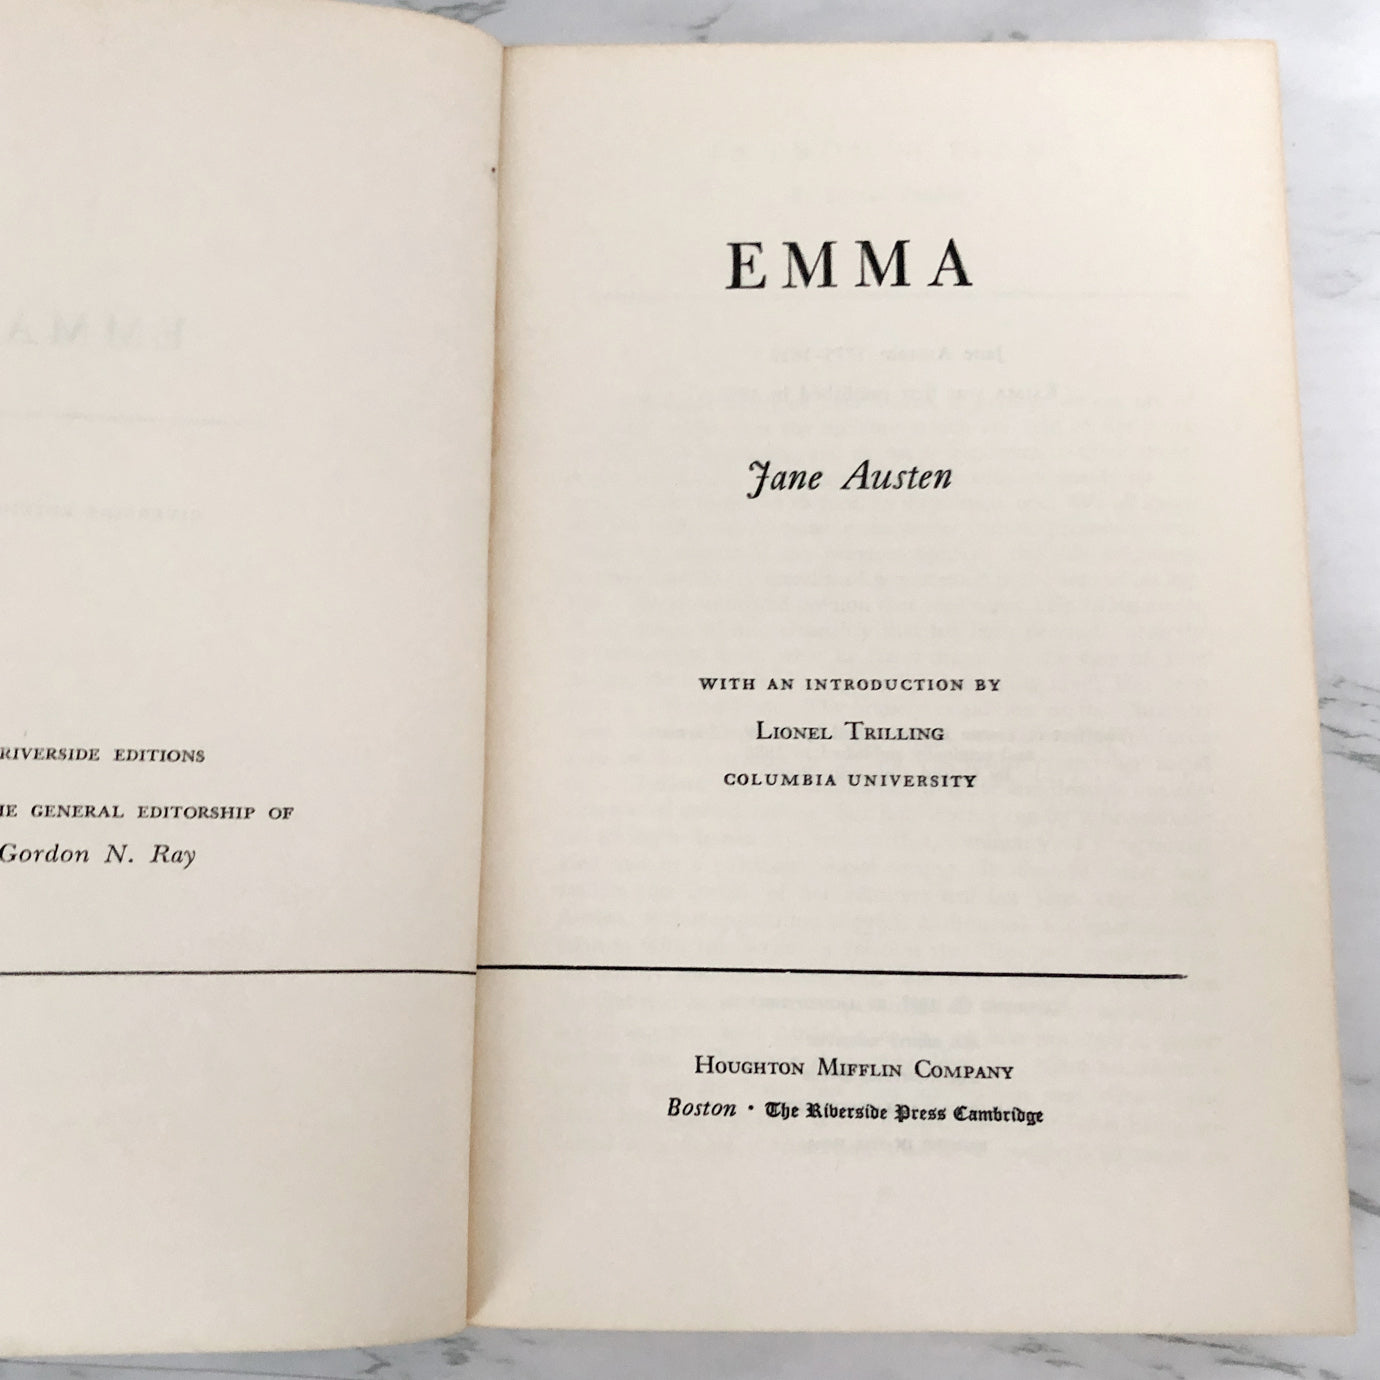 RIVERSIDE EDITIONS
GENERAL EDITORSHIP OF
Gordon N. Ray
EMMA
Jane Austen
WITH AN INTRODUCTION BY
LIONEL TRILLING
COLUMBIA UNIVERSITY
HOUGHTON MIFFLIN COMPANY
Boston · The Riverside Press Cambridge